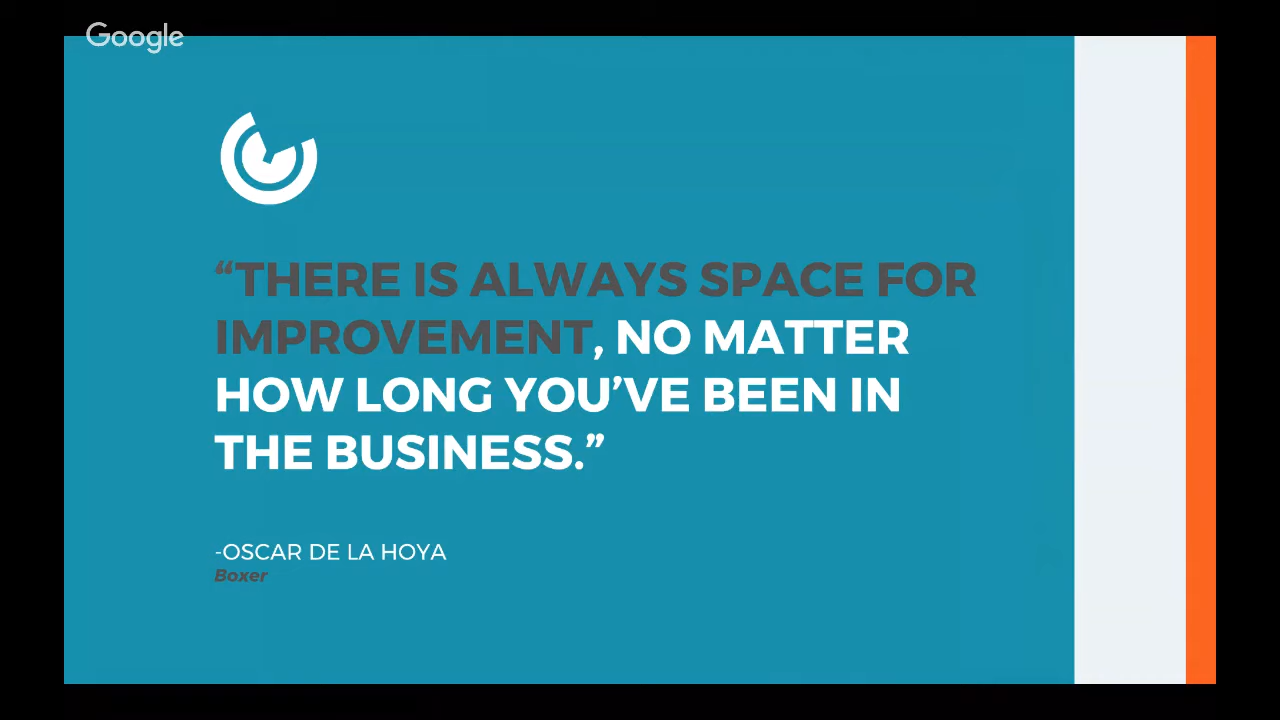 Google
“THERE IS ALWAYS SPACE FOR
IMPROVEMENT, NO MATTER
HOW LONG YOU’VE BEEN IN
THE BUSINESS.”
-OSCAR DE LA HOYA
Boxer